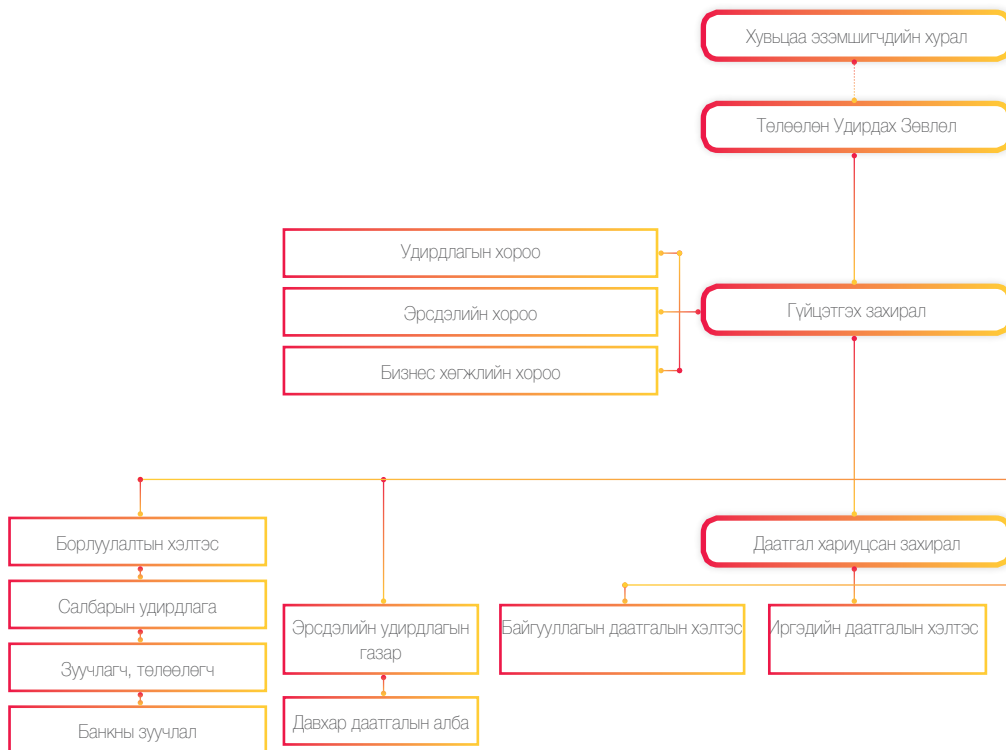 Хувьцаа эзэмшигчдийн хурал
Төлөөлөн Удирдах Зөвлөл
Удирдлагын хороо
Эрсдэлийн хороо
Гүйцэтгэх захирал
Бизнес хөгжлийн хороо
Борлуулалтын хэлтэс
Даатгал хариуцсан захирал
Салбарын удирдлага
Эрсдэлийн удирдлагын
газар
Байгууллагын даатгалын хэлтэс
Иргэдийн даатгалын хэлтэс
Зуучлагч, төлөөлөгч
Давхар даатгалын алба
Банкны зуучлал